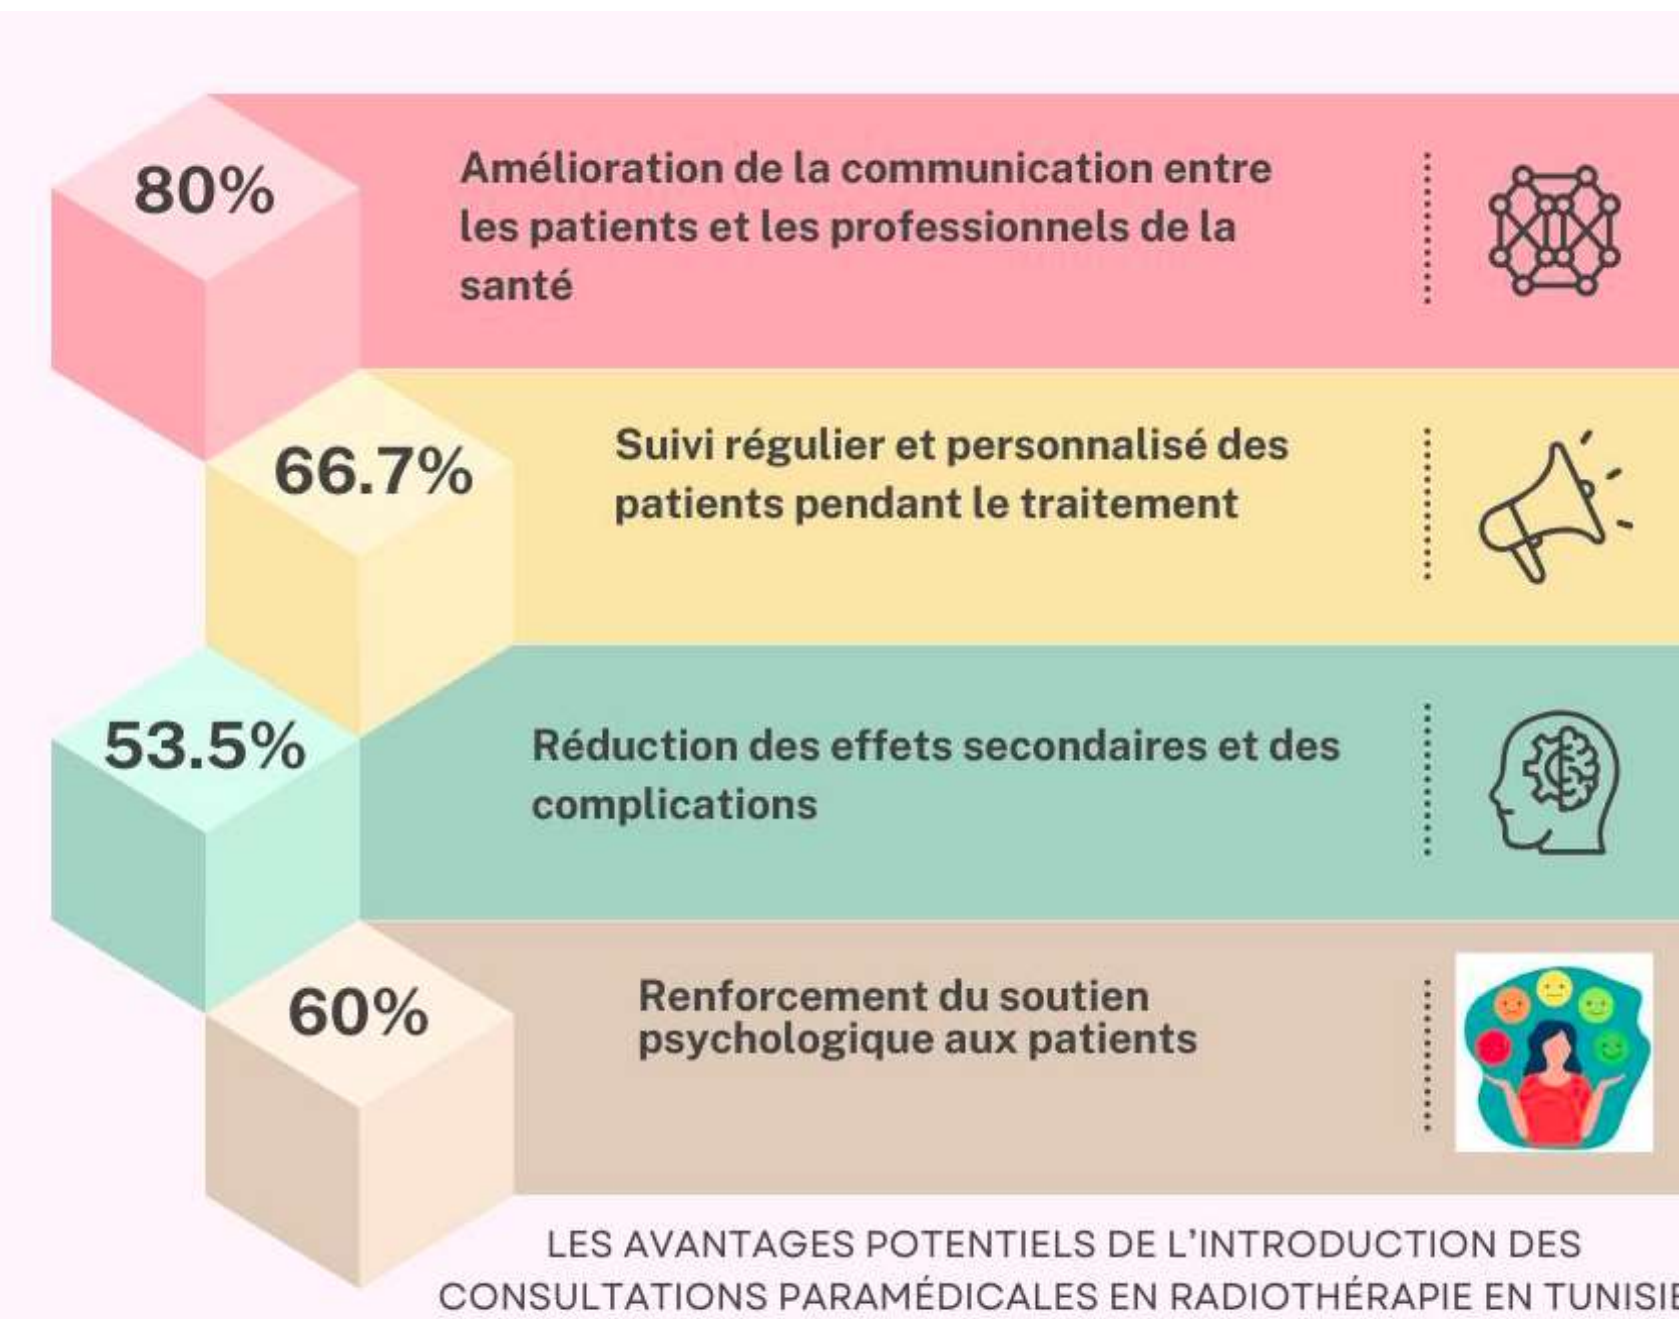 80%
Amélioration de la communication entre
les patients et les professionnels de la
santé
66.7%
Suivi régulier et personnalisé des
patients pendant le traitement
53.5%
Réduction des effets secondaires et des
complications
60%
Renforcement du soutien
psychologique aux patients
LES AVANTAGES POTENTIELS DE L'INTRODUCTION DES
CONSULTATIONS PARAMÉDICALES EN RADIOTHÉRAPIE EN TUNISIE